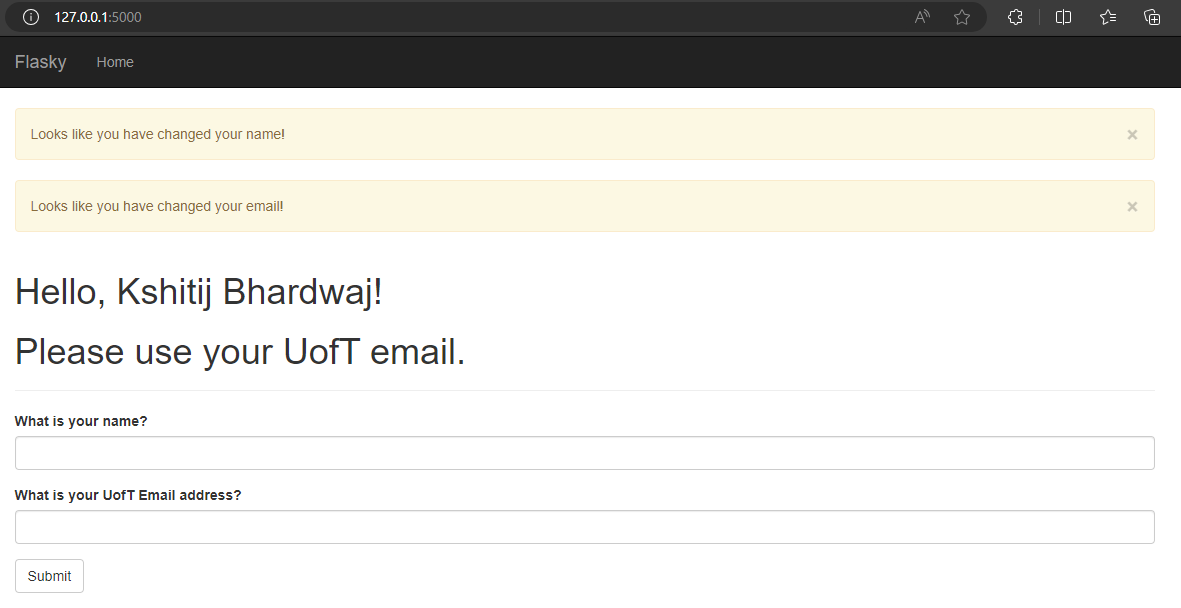 127.0.0.1:5000
Flasky Home
Looks like you have changed your name! ×
Looks like you have changed your email! ×
Hello, Kshitij Bhardwaj!
Please use your UofT email.
What is your name?
What is your UofT Email address?
Submit